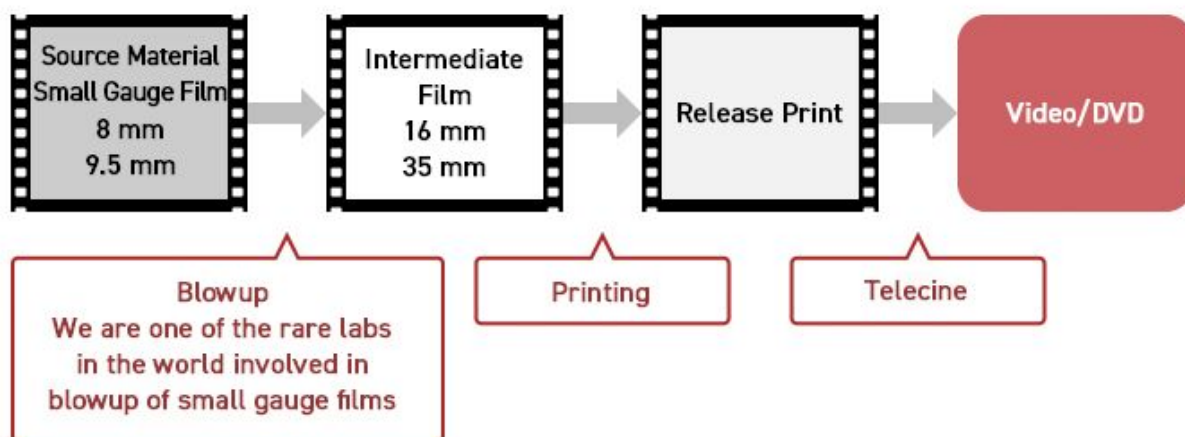 Source Material
Small Gauge Film
8 mm
9.5 mm
Intermediate
Film
16 mm
35 mm
Release Print
Video/DVD
Blowup
We are one of the rare labs
in the world involved in
blowup of small gauge films
Printing
Telecine